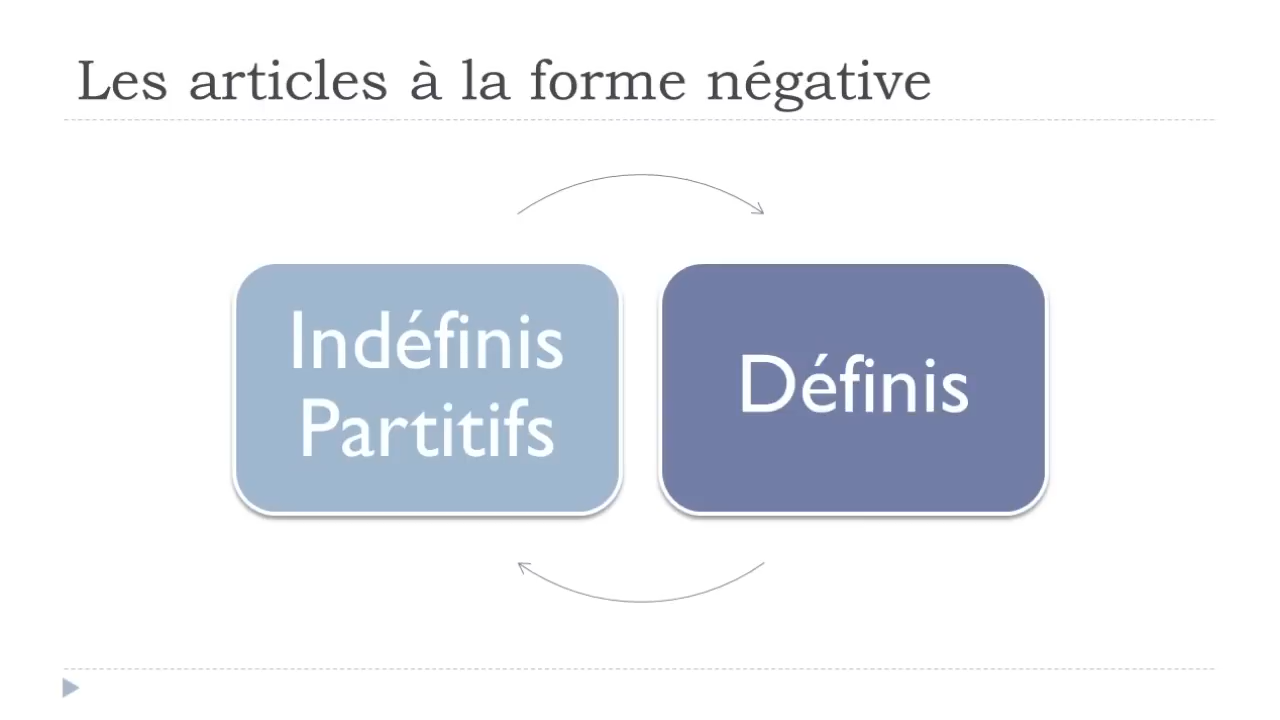 Les articles à la forme négative
Indéfinis
Partitifs
Définis